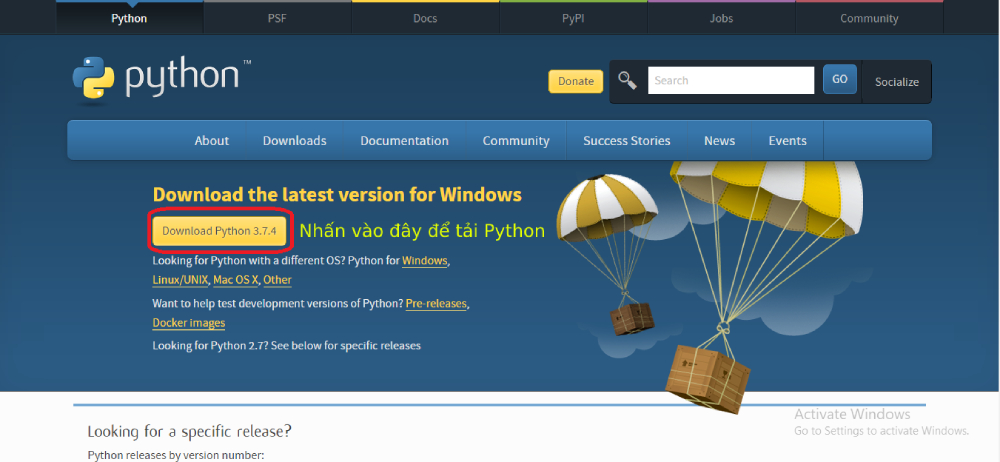 Python PSF Docs PyPI Jobs Community
python™
Donate Search GO Socialize
About Downloads Documentation Community Success Stories News Events
Download the latest version for Windows
Download Python 3.7.4 Nhấn vào đây để tải Python
Looking for Python with a different OS? Python for Windows,
Linux/UNIX, Mac OS X, Other
Want to help test development versions of Python? Pre-releases,
Docker images
Looking for Python 2.7? See below for specific releases
Activate Windows
Go to Settings to activate Windows.
Looking for a specific release?
Python releases by version number: